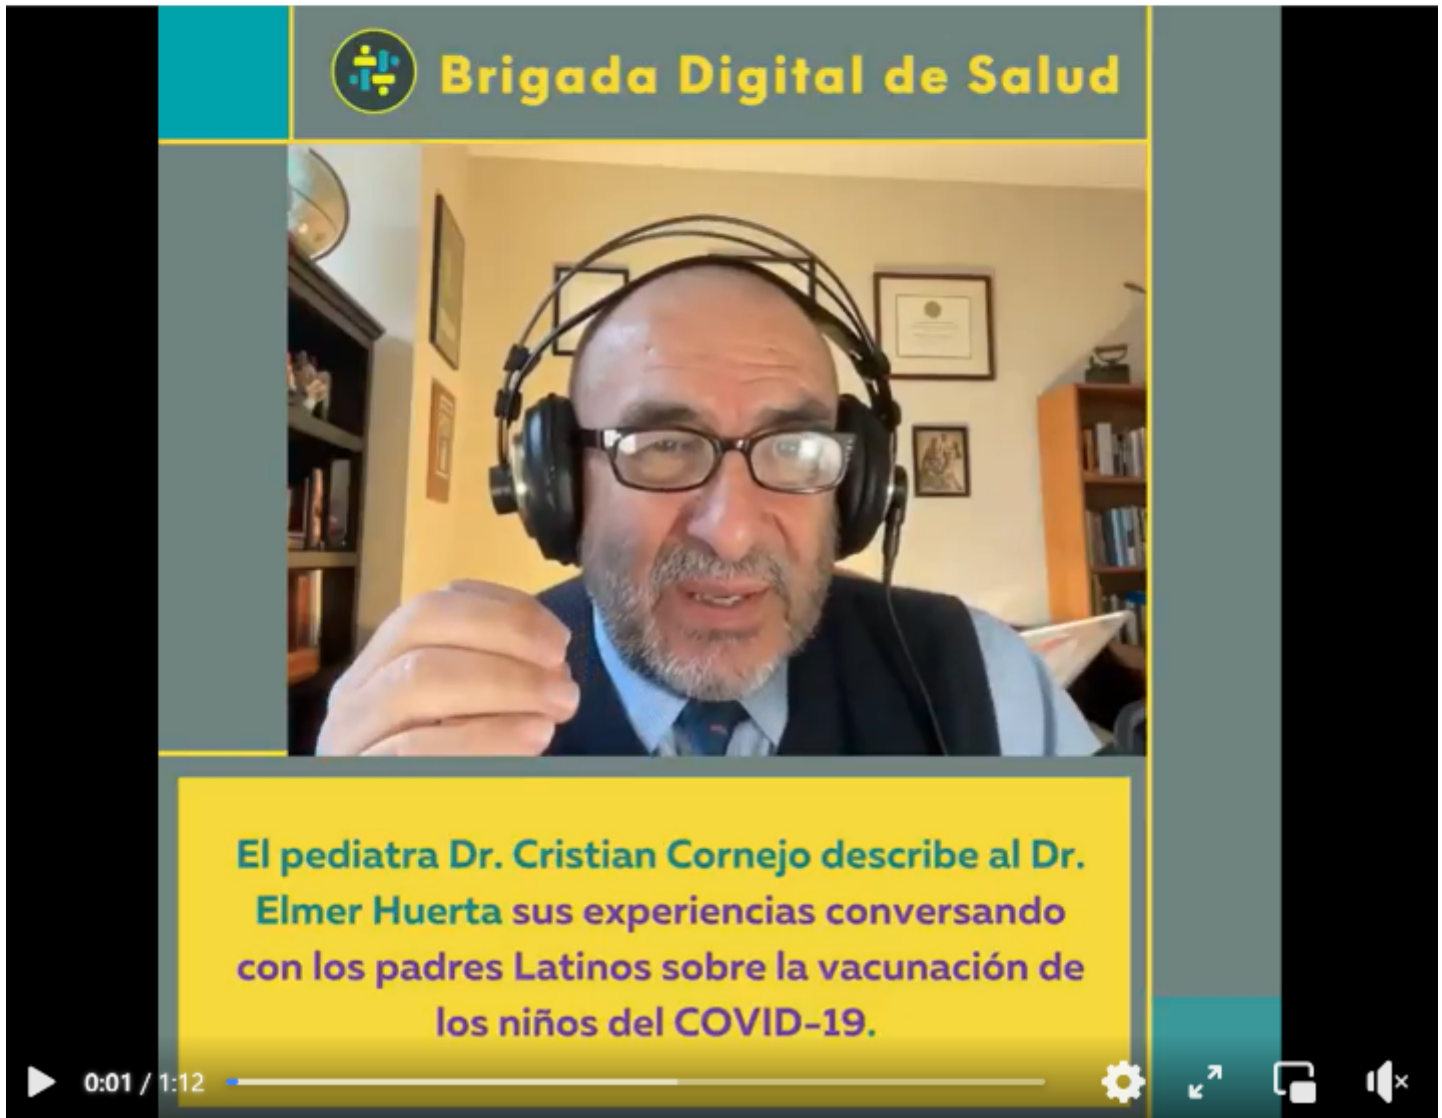 Brigada Digital de Salud
El pediatra Dr. Cristian Cornejo describe al Dr.
Elmer Huerta sus experiencias conversando
con los padres Latinos sobre la vacunación de
los niños del COVID-19.
0:01 / 1:12